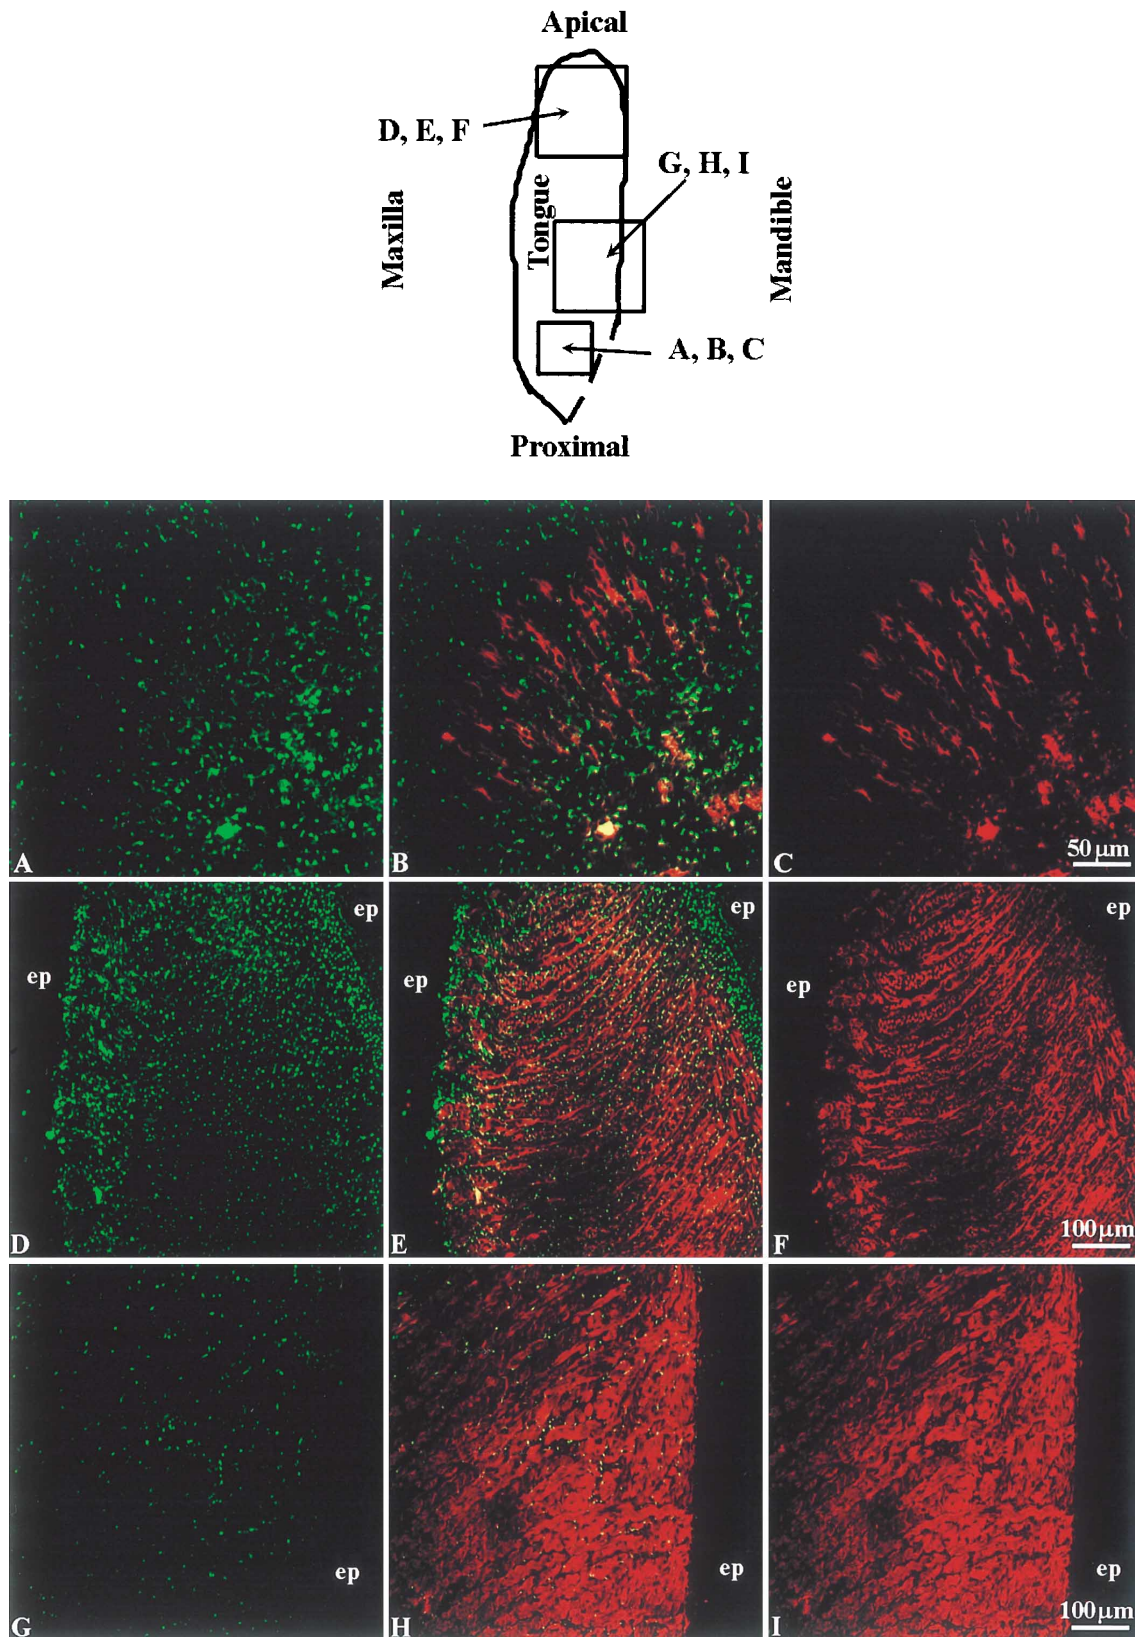 Apical
D, E, F
G, H, I
Maxilla
Tongue
Mandible
A, B, C
Proximal
A
B
C
50 μm
ep
ep
ep
ep
ep
ep
D
E
F
100 μm
ep
ep
ep
G
H
I
100 μm